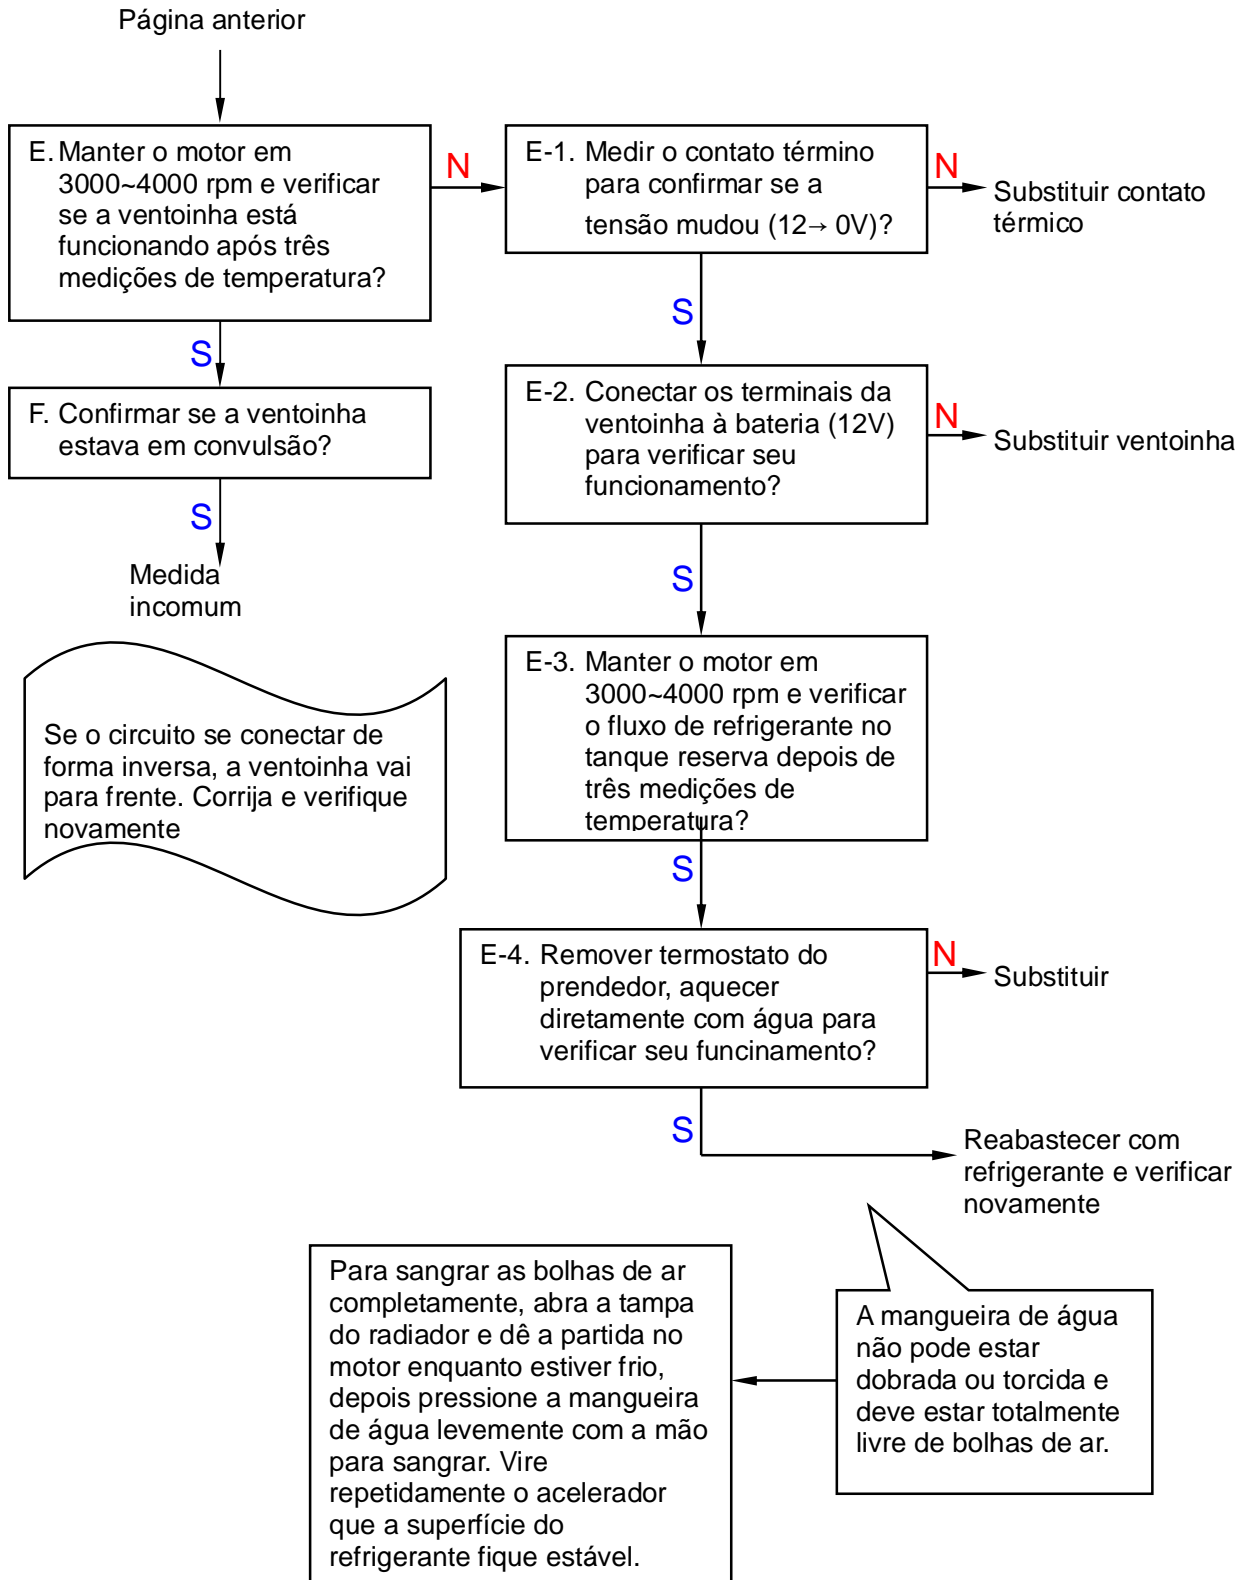 Página anterior
E. Manter o motor em
3000~4000 rpm e verificar
se a ventoinha está
funcionando após três
medições de temperatura?
N
E-1. Medir o contato término
para confirmar se a
tensão mudou (12→ 0V)?
N
Substituir contato
térmico
S
S
F. Confirmar se a ventoinha
estava em convulsão?
E-2. Conectar os terminais da
ventoinha à bateria (12V)
para verificar seu
funcionamento?
N
Substituir ventoinha
S
Medida
incomum
S
Se o circuito se conectar de
forma inversa, a ventoinha vai
para frente. Corrija e verifique
novamente
E-3. Manter o motor em
3000~4000 rpm e verificar
o fluxo de refrigerante no
tanque reserva depois de
três medições de
temperatura?
S
E-4. Remover termostato do
prendedor, aquecer
diretamente com água para
verificar seu funcinamento?
N
Substituir
S
Reabastecer com
refrigerante e verificar
novamente
Para sangrar as bolhas de ar
completamente, abra a tampa
do radiador e dê a partida no
motor enquanto estiver frio,
depois pressione a mangueira
de água levemente com a mão
para sangrar. Vire
repetidamente o acelerador
que a superfície do
refrigerante fique estável.
A mangueira de água
não pode estar
dobrada ou torcida e
deve estar totalmente
livre de bolhas de ar.